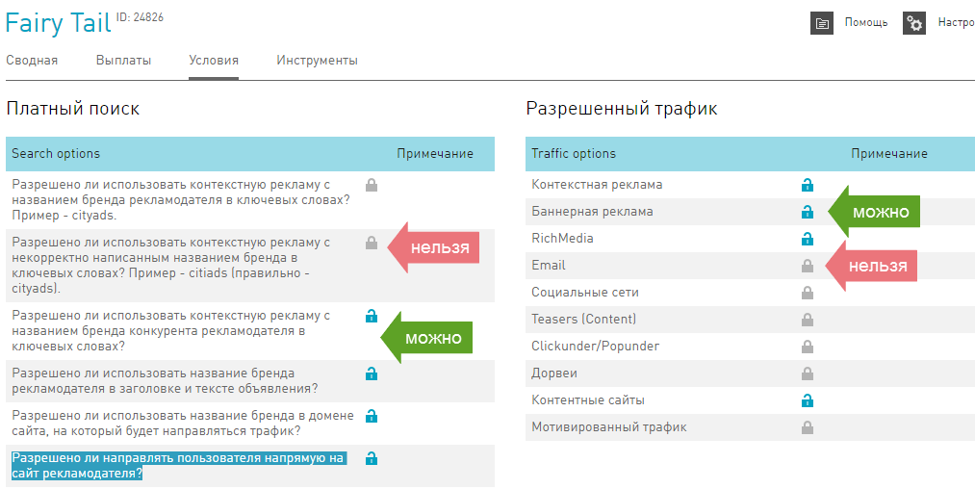 Fairy Tail ID: 24826
Помощь
Настро
Сводная Выплаты Условия Инструменты
Платный поиск
Search options Примечание
Разрешено ли использовать контекстную рекламу с
названием бренда рекламодателя в ключевых словах?
Пример - cityads.
Разрешено ли использовать контекстную рекламу с
некорректно написанным названием бренда в
ключевых словах? Пример - citiads (правильно -
cityads).
нельзя
Разрешено ли использовать контекстную рекламу с
названием бренда конкурента рекламодателя в
ключевых словах?
можно
Разрешено ли использовать название бренда
рекламодателя в заголовке и тексте объявления?
Разрешено ли использовать название бренда в домене
сайта, на который будет направляться трафик?
Разрешено ли направлять пользователя напрямую на
сайт рекламодателя?
Разрешенный трафик
Traffic options Примечание
Контекстная реклама
Баннерная реклама
можно
RichMedia
Email
нельзя
Социальные сети
Teasers (Content)
Clickunder/Popunder
Дорвеи
Контентные сайты
Мотивированный трафик